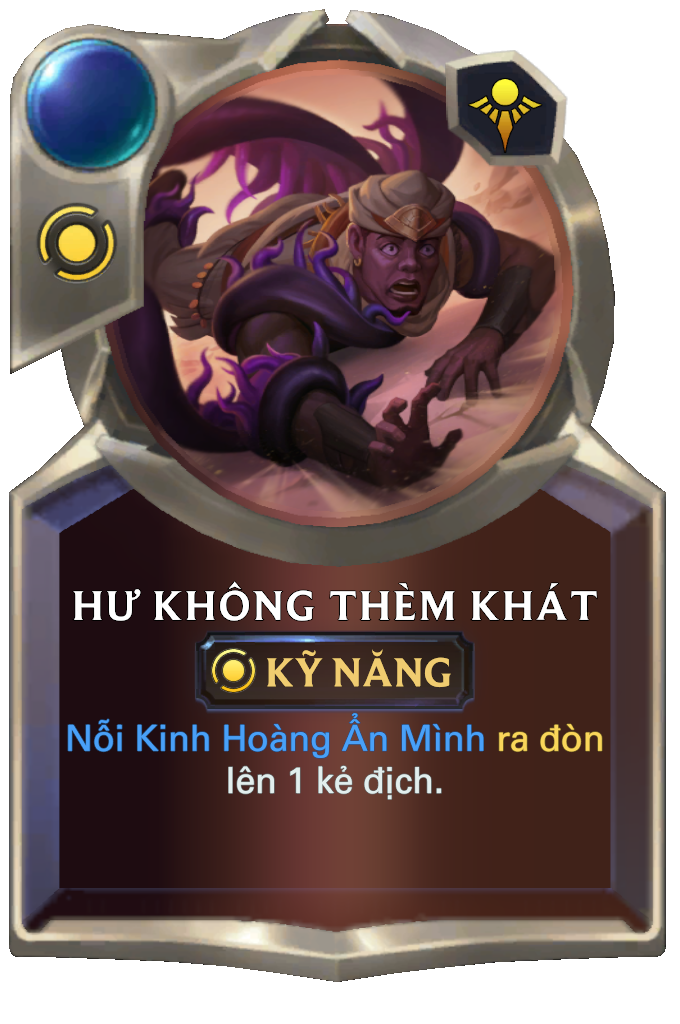 HƯ KHÔNG THÈM KHÁT
KỸ NĂNG
Nỗi Kinh Hoàng Ẩn Mình ra đòn
lên 1 kẻ địch.